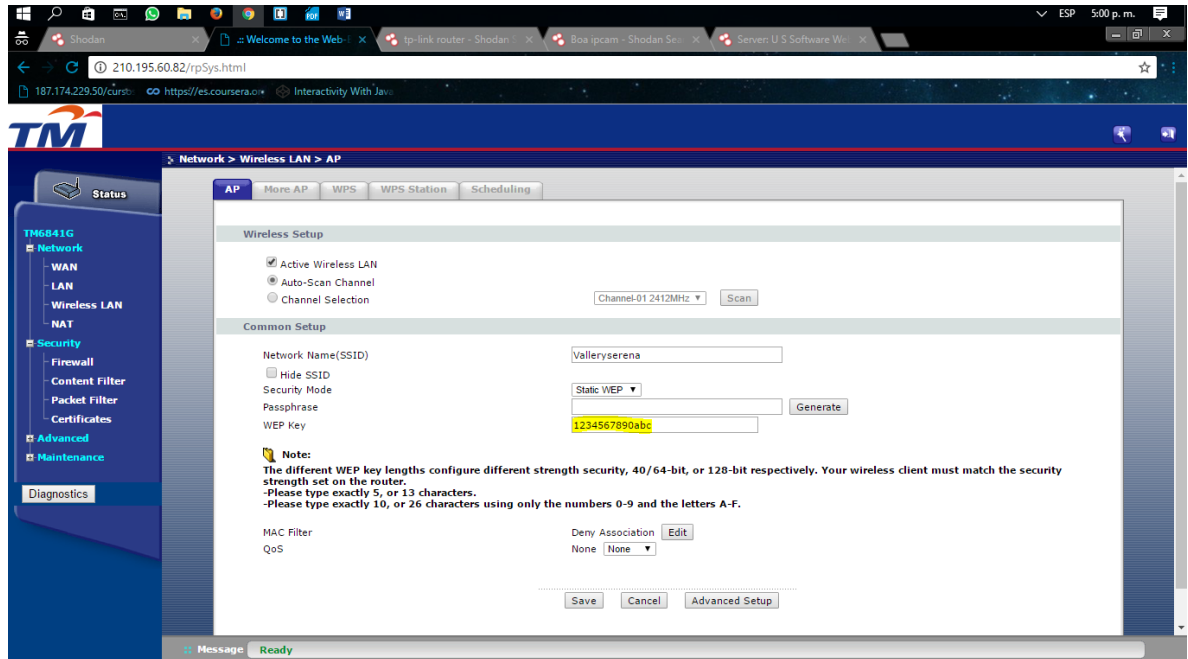 ESP 5:00 p. m.
Shodan
.:: Welcome to the Web-
tp-link router - Shodan
Boa ipcam - Shodan Sea
Server: U S Software We
210.195.60.82/rpSys.html
187.174.229.50/curst
https://es.coursera.o
Interactivity With Java
TM
Network > Wireless LAN > AP
Status
AP More AP WPS WPS Station Scheduling
TM6841G
Network
WAN
LAN
Wireless LAN
NAT
Security
Firewall
Content Filter
Packet Filter
Certificates
Advanced
Maintenance
Diagnostics
Wireless Setup
Active Wireless LAN
Auto-Scan Channel
Channel Selection Channel-01 2412MHz Scan
Common Setup
Network Name(SSID) Valleryserena
Hide SSID
Security Mode Static WEP
Passphrase Generate
WEP Key 1234567890abc
Note:
The different WEP key lengths configure different strength security, 40/64-bit, or 128-bit respectively. Your wireless client must match the security
strength set on the router.
-Please type exactly 5, or 13 characters.
-Please type exactly 10, or 26 characters using only the numbers 0-9 and the letters A-F.
MAC Filter Deny Association Edit
QoS None None
Save Cancel Advanced Setup
Message Ready